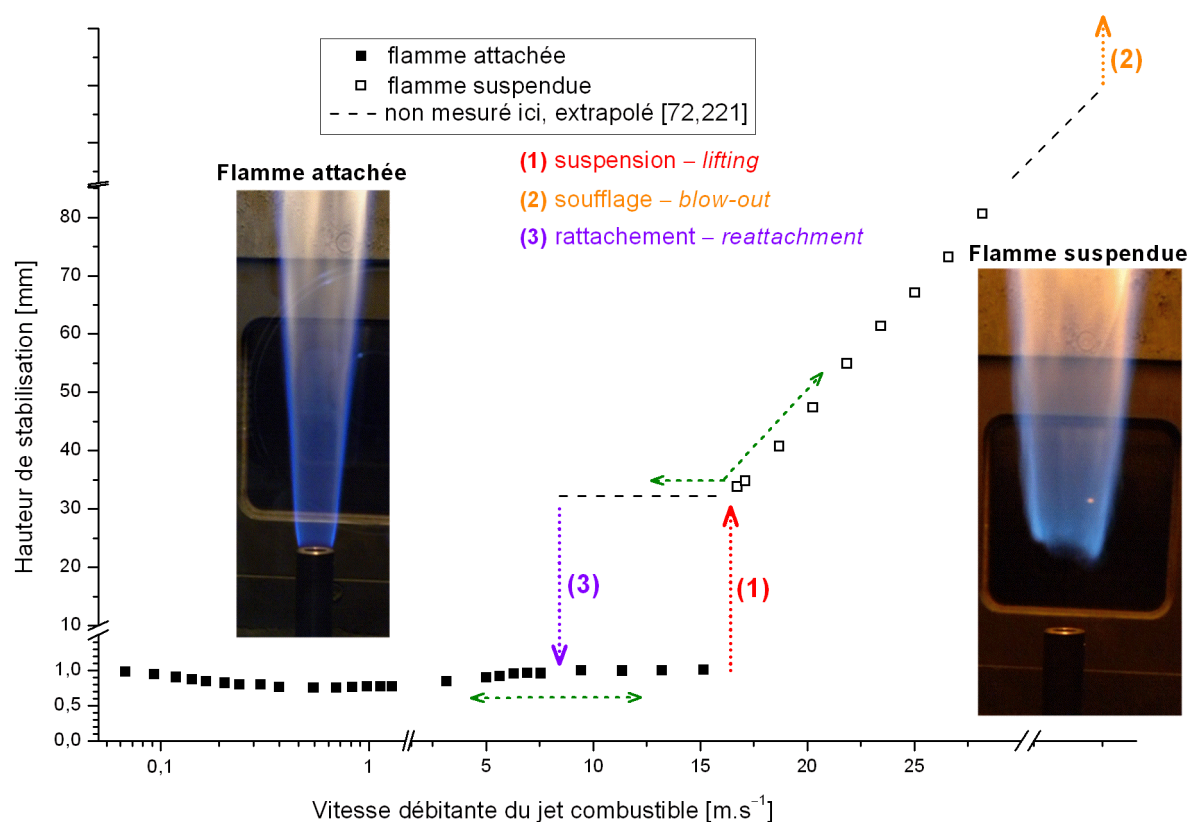 flamme attachée
flamme suspendue
non mesuré ici, extrapolé [72,221]
(1) suspension – lifting
(2) soufflage – blow-out
(3) rattachement – reattachment
(2)
Flamme attachée
Flamme suspendue
(3)
(1)
Hauteur de stabilisation [mm]
80
70
60
50
40
30
20
10
1,0
0,5
0,0
0,1
1
5
10
15
20
25
Vitesse débitante du jet combustible [m.s⁻¹]